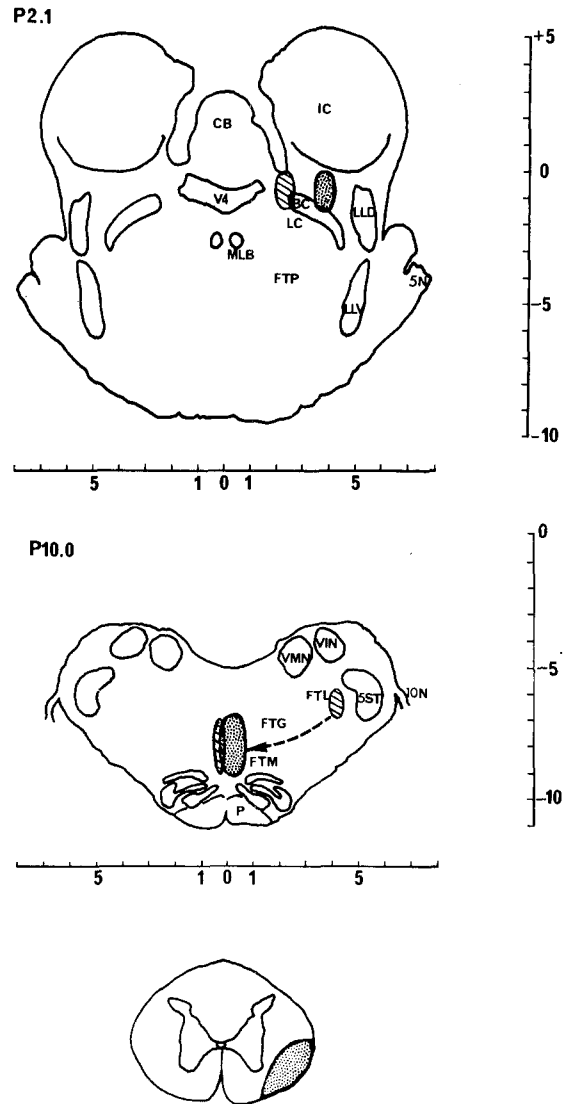 P2.1
+5
IC
CB
0
V4
BC
LLD
LC
MLB
FTP
5N
LLV
-5
-10
5 1 0 1 5
P10.0
0
VIN
VMN
-5
FTL
5ST
10N
FTG
FTM
P
-10
5 1 0 1 5